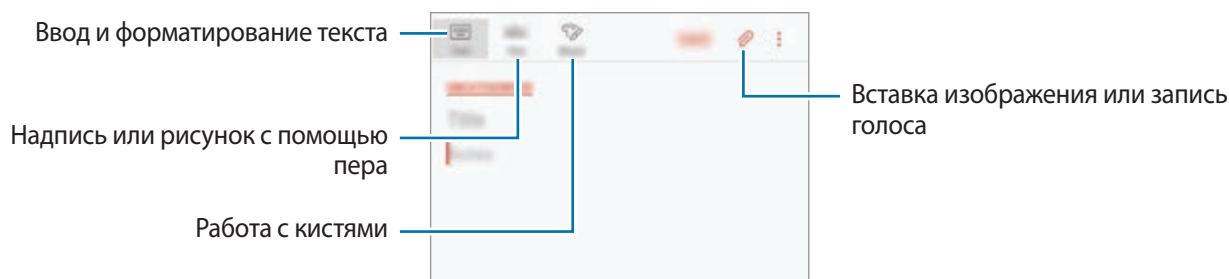 Ввод и форматирование текста
Надпись или рисунок с помощью
пера
Работа с кистями
Вставка изображения или запись
голоса